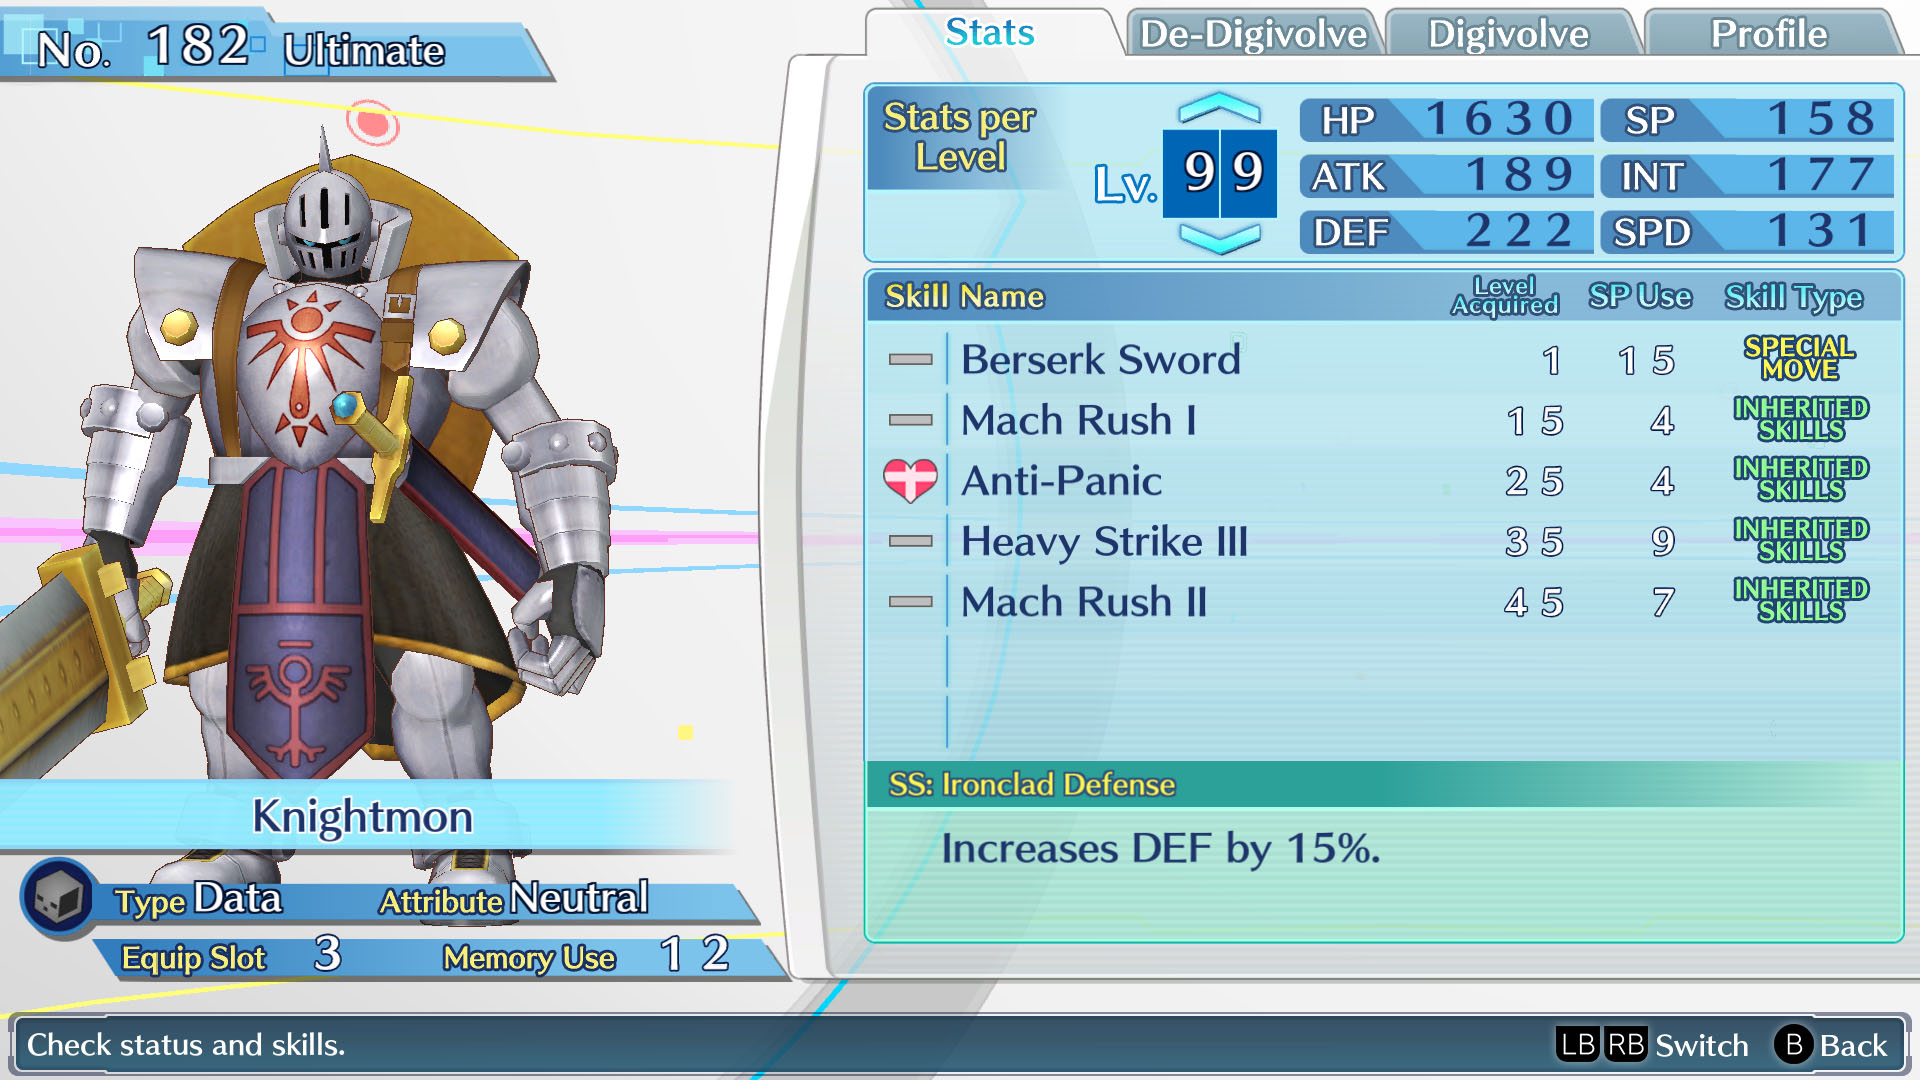 No. 182 Ultimate
Stats
De-Digivolve
Digivolve
Profile
Stats per
Level
Lv. 99
HP 1630
SP 158
ATK 189
INT 177
DEF 222
SPD 131
Skill Name
Level
Acquired
SP Use
Skill Type
Berserk Sword 1 15 SPECIAL
MOVE
Mach Rush I 15 4 INHERITED
SKILLS
Anti-Panic 25 4 INHERITED
SKILLS
Heavy Strike III 35 9 INHERITED
SKILLS
Mach Rush II 45 7 INHERITED
SKILLS
SS: Ironclad Defense
Increases DEF by 15%.
Knightmon
Type Data Attribute Neutral
Equip Slot 3 Memory Use 12
Check status and skills.
LB RB Switch B Back